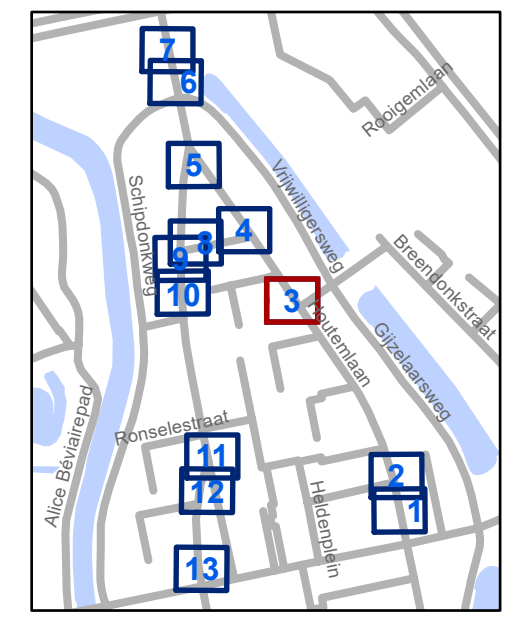 7
6
Rooigemlaan
5
Vrijwilligersweg
Schipdonkweg
4
8
9
Breendonkstraat
10
3
Houtemlaan
Gijzelaarsweg
Alice Béviairepad
Ronselestraat
11
2
12
Heldenplein
1
13